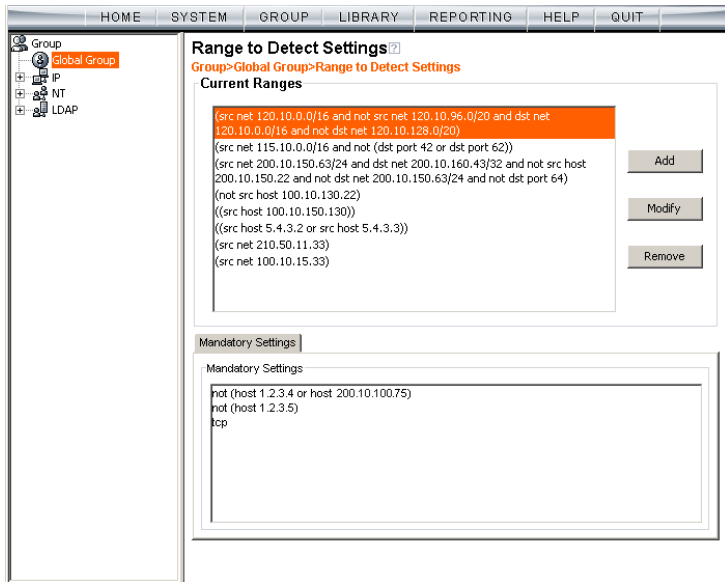 HOME SYSTEM GROUP LIBRARY REPORTING HELP QUIT
Group
Global Group
IP
NT
LDAP
Range to Detect Settings?
Group>Global Group>Range to Detect Settings
Current Ranges
(src net 120.10.0.0/16 and not src net 120.10.96.0/20 and dst net
120.10.0.0/16 and not dst net 120.10.128.0/20)
(src net 115.10.0.0/16 and not (dst port 42 or dst port 62))
(src net 200.10.150.63/24 and dst net 200.10.160.43/32 and not src host
200.10.150.22 and not dst net 200.10.150.63/24 and not dst port 64)
(not src host 100.10.130.22)
((src host 100.10.150.130))
((src host 5.4.3.2 or src host 5.4.3.3))
(src net 210.50.11.33)
(src net 100.10.15.33)
Add
Modify
Remove
Mandatory Settings
Mandatory Settings
not (host 1.2.3.4 or host 200.10.100.75)
not (host 1.2.3.5)
tcp